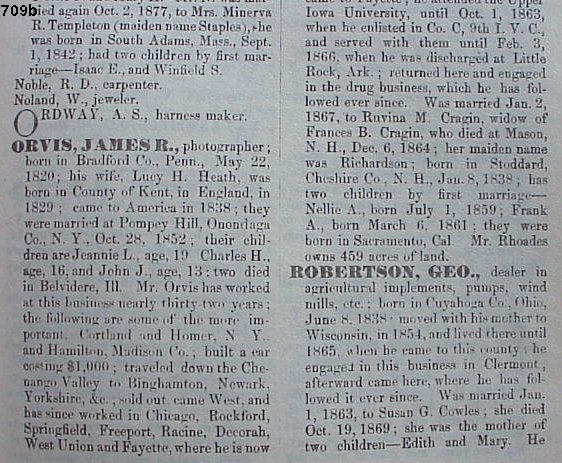 709b
ried again Oct. 2, 1877, to Mrs. Minerva
R. Templeton (maiden name Staples), she
was born in South Adams, Mass., Sept.
1, 1842; had two children by first mar-
riage—Isaac E., and Winfield S.
Noble, R. D., carpenter.
Noland, W., jeweler.
ORDWAY, A. S., harness maker.
ORVIS, JAMES R., photographer;
born in Bradford Co., Penn., May 22,
1820; his wife, Lucy H. Heath, was
born in County of Kent, in England, in
1829; came to America in 1838; they
were married at Pompey Hill, Onondaga
Co., N. Y., Oct. 28, 1852; their chil-
dren are Jeannie L., age, 19 Charles H.,
age, 16, and John J., age, 13: two died
in Belvidere, Ill. Mr. Orvis has worked
at this business nearly thirty-two years;
the following are some of the more im-
portant, Cortland and Homer, N Y..
and Hamilton, Madison Co., built a car
costing $1,000; traveled down the Che-
nango Valley to Binghamton, Newark,
Yorkshire, &c., sold out, came West, and
has since worked in Chicago, Rockford,
Springfield, Freeport, Racine, Decorah,
West Union and Fayette, where he is now
came to Fayette; he attended the Upper
Iowa University, until Oct. 1, 1863,
when he enlisted in Co. C, 9th I. V. C.,
and served with them until Feb. 3,
1866, when he was discharged at Little
Rock, Ark.; returned here and engaged
in the drug business, which he has fol-
lowed ever since. Was married Jan. 2,
1867, to Ruvina M. Cragin, widow of
Frances B. Cragin, who died at Mason,
N. H., Dec. 6, 1864; her maiden name
was Richardson; born in Stoddard,
Cheshire Co., N. H., Jan. 8, 1838; has
two children by first marriage—
Nellie A., born July 1, 1859; Frank
A., born March 6, 1861; they were
born in Sacramento, Cal Mr. Rhoades
owns 459 acres of land.
ROBERTSON, GEO., dealer in
agricultural implements, pumps, wind
mills, etc.; born in Cuyahoga Co., Ohio,
June 8, 1838; moved with his mother to
Wisconsin, in 1854, and lived there until
1865, when he came to this county; he
engaged in this business in Clermont,
afterward came here, where he has fol-
lowed it ever since. Was married Jan.
1, 1863, to Susan G. Cowles; she died
Oct. 19, 1869; she was the mother of
two children—Edith and Mary. He